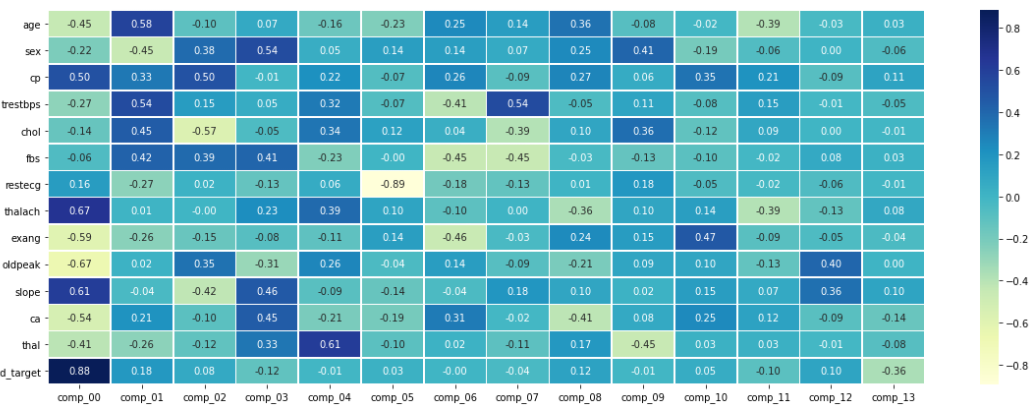 age -0.45 0.58 -0.10 0.07 -0.16 -0.23 0.25 0.14 0.36 -0.08 -0.02 -0.39 -0.03 0.03
sex -0.22 -0.45 0.38 0.54 0.05 0.14 0.14 0.07 0.25 0.41 -0.19 -0.06 0.00 -0.06
cp 0.50 0.33 0.50 -0.01 0.22 -0.07 0.26 -0.09 0.27 0.06 0.35 0.21 -0.09 0.11
trestbps -0.27 0.54 0.15 0.05 0.32 -0.07 -0.41 0.54 -0.05 0.11 -0.08 0.15 -0.01 -0.05
chol -0.14 0.45 -0.57 -0.05 0.34 0.12 0.04 -0.39 0.10 0.36 -0.12 0.09 0.00 -0.01
fbs -0.06 0.42 0.39 0.41 -0.23 -0.00 -0.45 -0.45 -0.03 -0.13 -0.10 -0.02 0.08 0.03
restecg 0.16 -0.27 0.02 -0.13 0.06 -0.89 -0.18 -0.13 0.01 0.18 -0.05 -0.02 -0.06 -0.01
thalach 0.67 0.01 -0.00 0.23 0.39 0.10 -0.10 0.00 -0.36 0.10 0.14 -0.39 -0.13 0.08
exang -0.59 -0.26 -0.15 -0.08 -0.11 0.14 -0.46 -0.03 0.24 0.15 0.47 -0.09 -0.05 -0.04
oldpeak -0.67 0.02 0.35 -0.31 0.26 -0.04 0.14 -0.09 -0.21 0.09 0.10 -0.13 0.40 0.00
slope 0.61 -0.04 -0.42 0.46 -0.09 -0.14 -0.04 0.18 0.10 0.02 0.15 0.07 0.36 0.10
ca -0.54 0.21 -0.10 0.45 -0.21 -0.19 0.31 -0.02 -0.41 0.08 0.25 0.12 -0.09 -0.14
thal -0.41 -0.26 -0.12 0.33 0.61 -0.10 0.02 -0.11 0.17 -0.45 0.03 0.03 -0.01 -0.08
d_target 0.88 0.18 0.08 -0.12 -0.01 0.03 -0.00 -0.04 0.12 -0.01 0.05 -0.10 0.10 -0.36
comp_00 comp_01 comp_02 comp_03 comp_04 comp_05 comp_06 comp_07 comp_08 comp_09 comp_10 comp_11 comp_12 comp_13
0.8
0.6
0.4
0.2
0.0
-0.2
-0.4
-0.6
-0.8